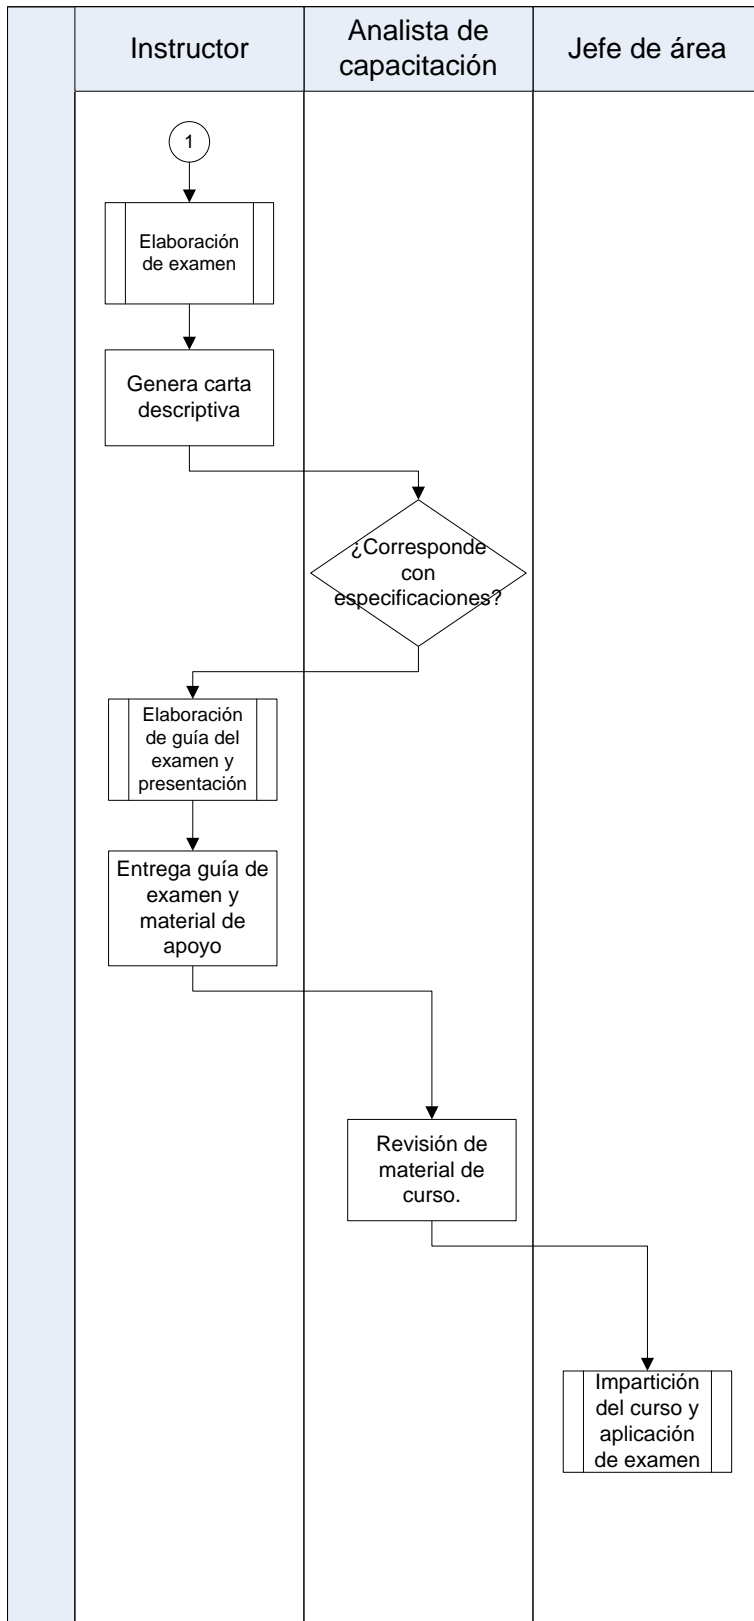 Instructor
Analista de
capacitación
Jefe de área
1
Elaboración
de examen
Genera carta
descriptiva
¿Corresponde
con
especificaciones?
Elaboración
de guía del
examen y
presentación
Entrega guía de
examen y
material de
apoyo
Revisión de
material de
curso.
Impartición
del curso y
aplicación
de examen